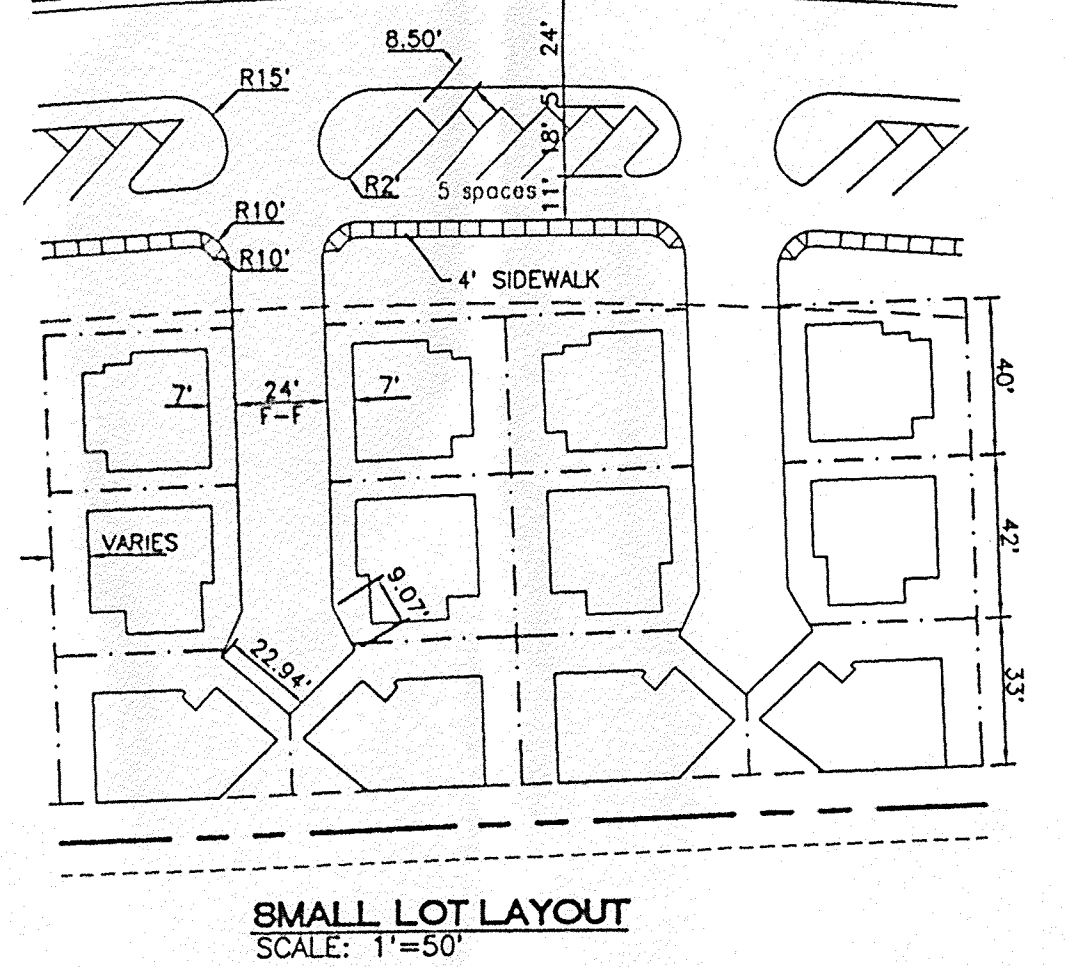 24'
8.50'
R15'
5'
18'
R2'
5 spaces
11'
R10'
R10'
4' SIDEWALK
40'
7'
24'
F-F
7'
VARIES
42'
9.07'
22.94'
33'
SMALL LOT LAYOUT
SCALE: 1'=50'